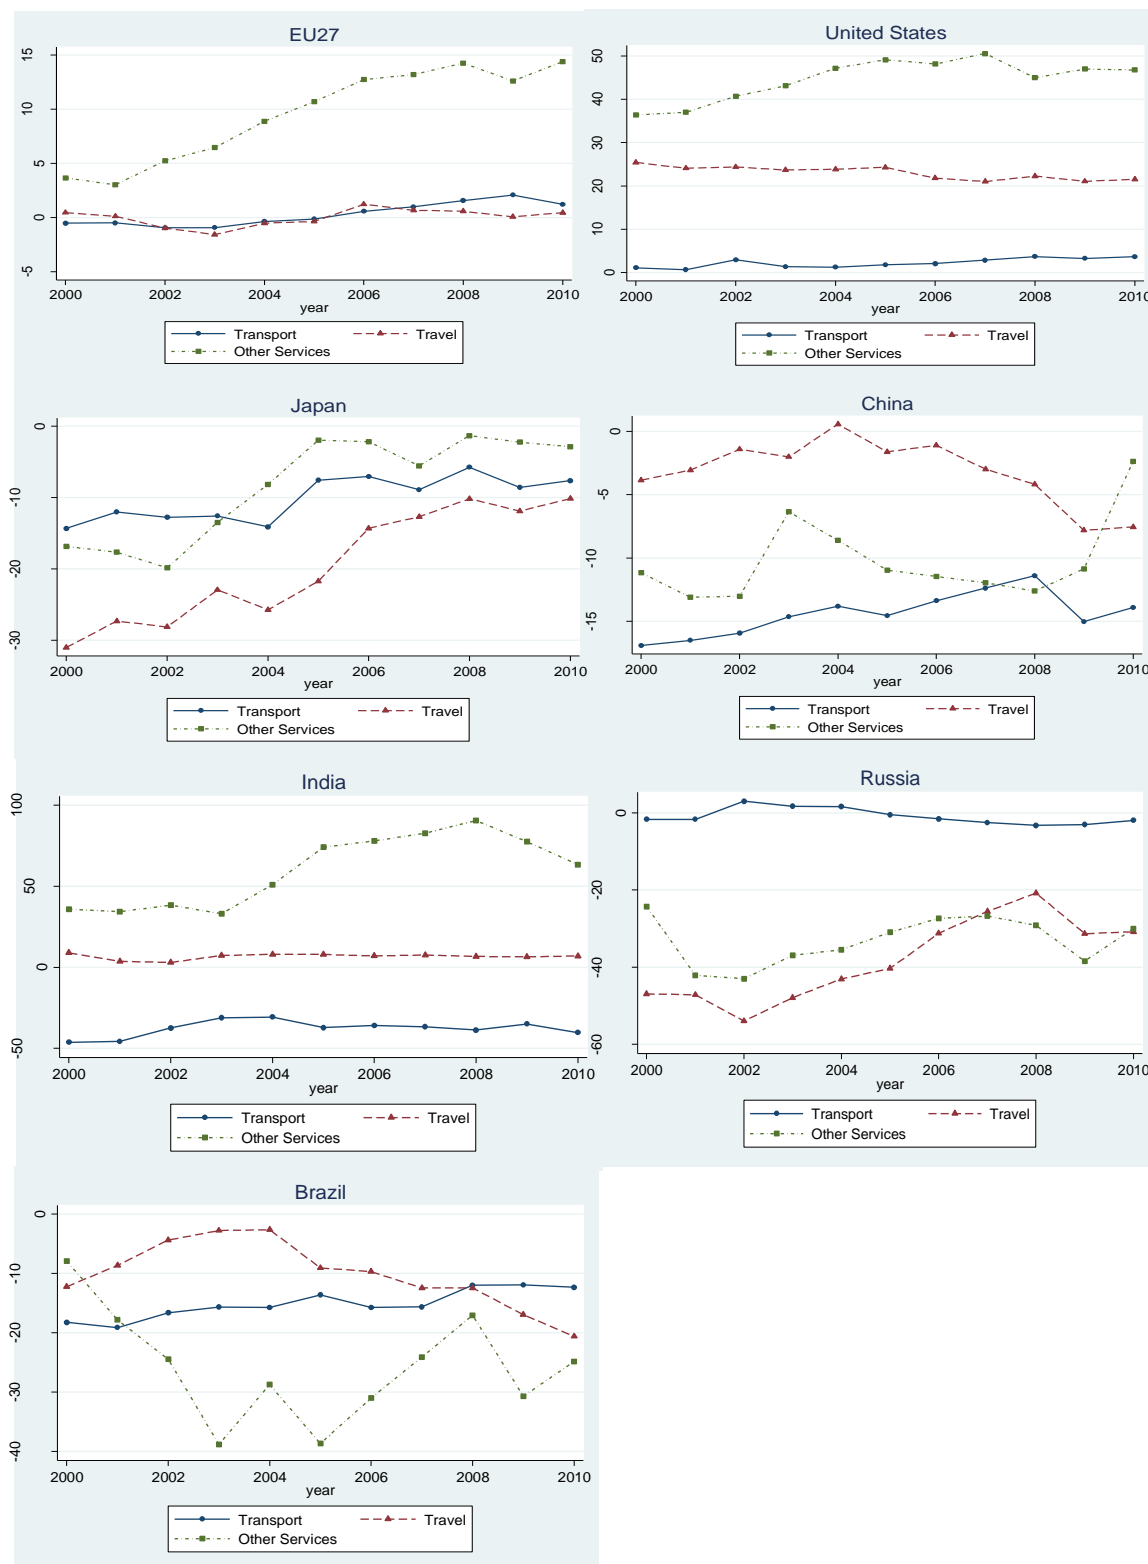 EU27
15
10
5
0
-5
2000 2002 2004 2006 2008 2010
year
Transport Travel
Other Services
United States
50
40
30
20
10
0
2000 2002 2004 2006 2008 2010
year
Transport Travel
Other Services
Japan
0
-10
-20
-30
2000 2002 2004 2006 2008 2010
year
Transport Travel
Other Services
China
0
-5
-10
-15
2000 2002 2004 2006 2008 2010
year
Transport Travel
Other Services
India
100
50
0
-50
2000 2002 2004 2006 2008 2010
year
Transport Travel
Other Services
Russia
0
-20
-40
-60
2000 2002 2004 2006 2008 2010
year
Transport Travel
Other Services
Brazil
0
-10
-20
-30
-40
2000 2002 2004 2006 2008 2010
year
Transport Travel
Other Services